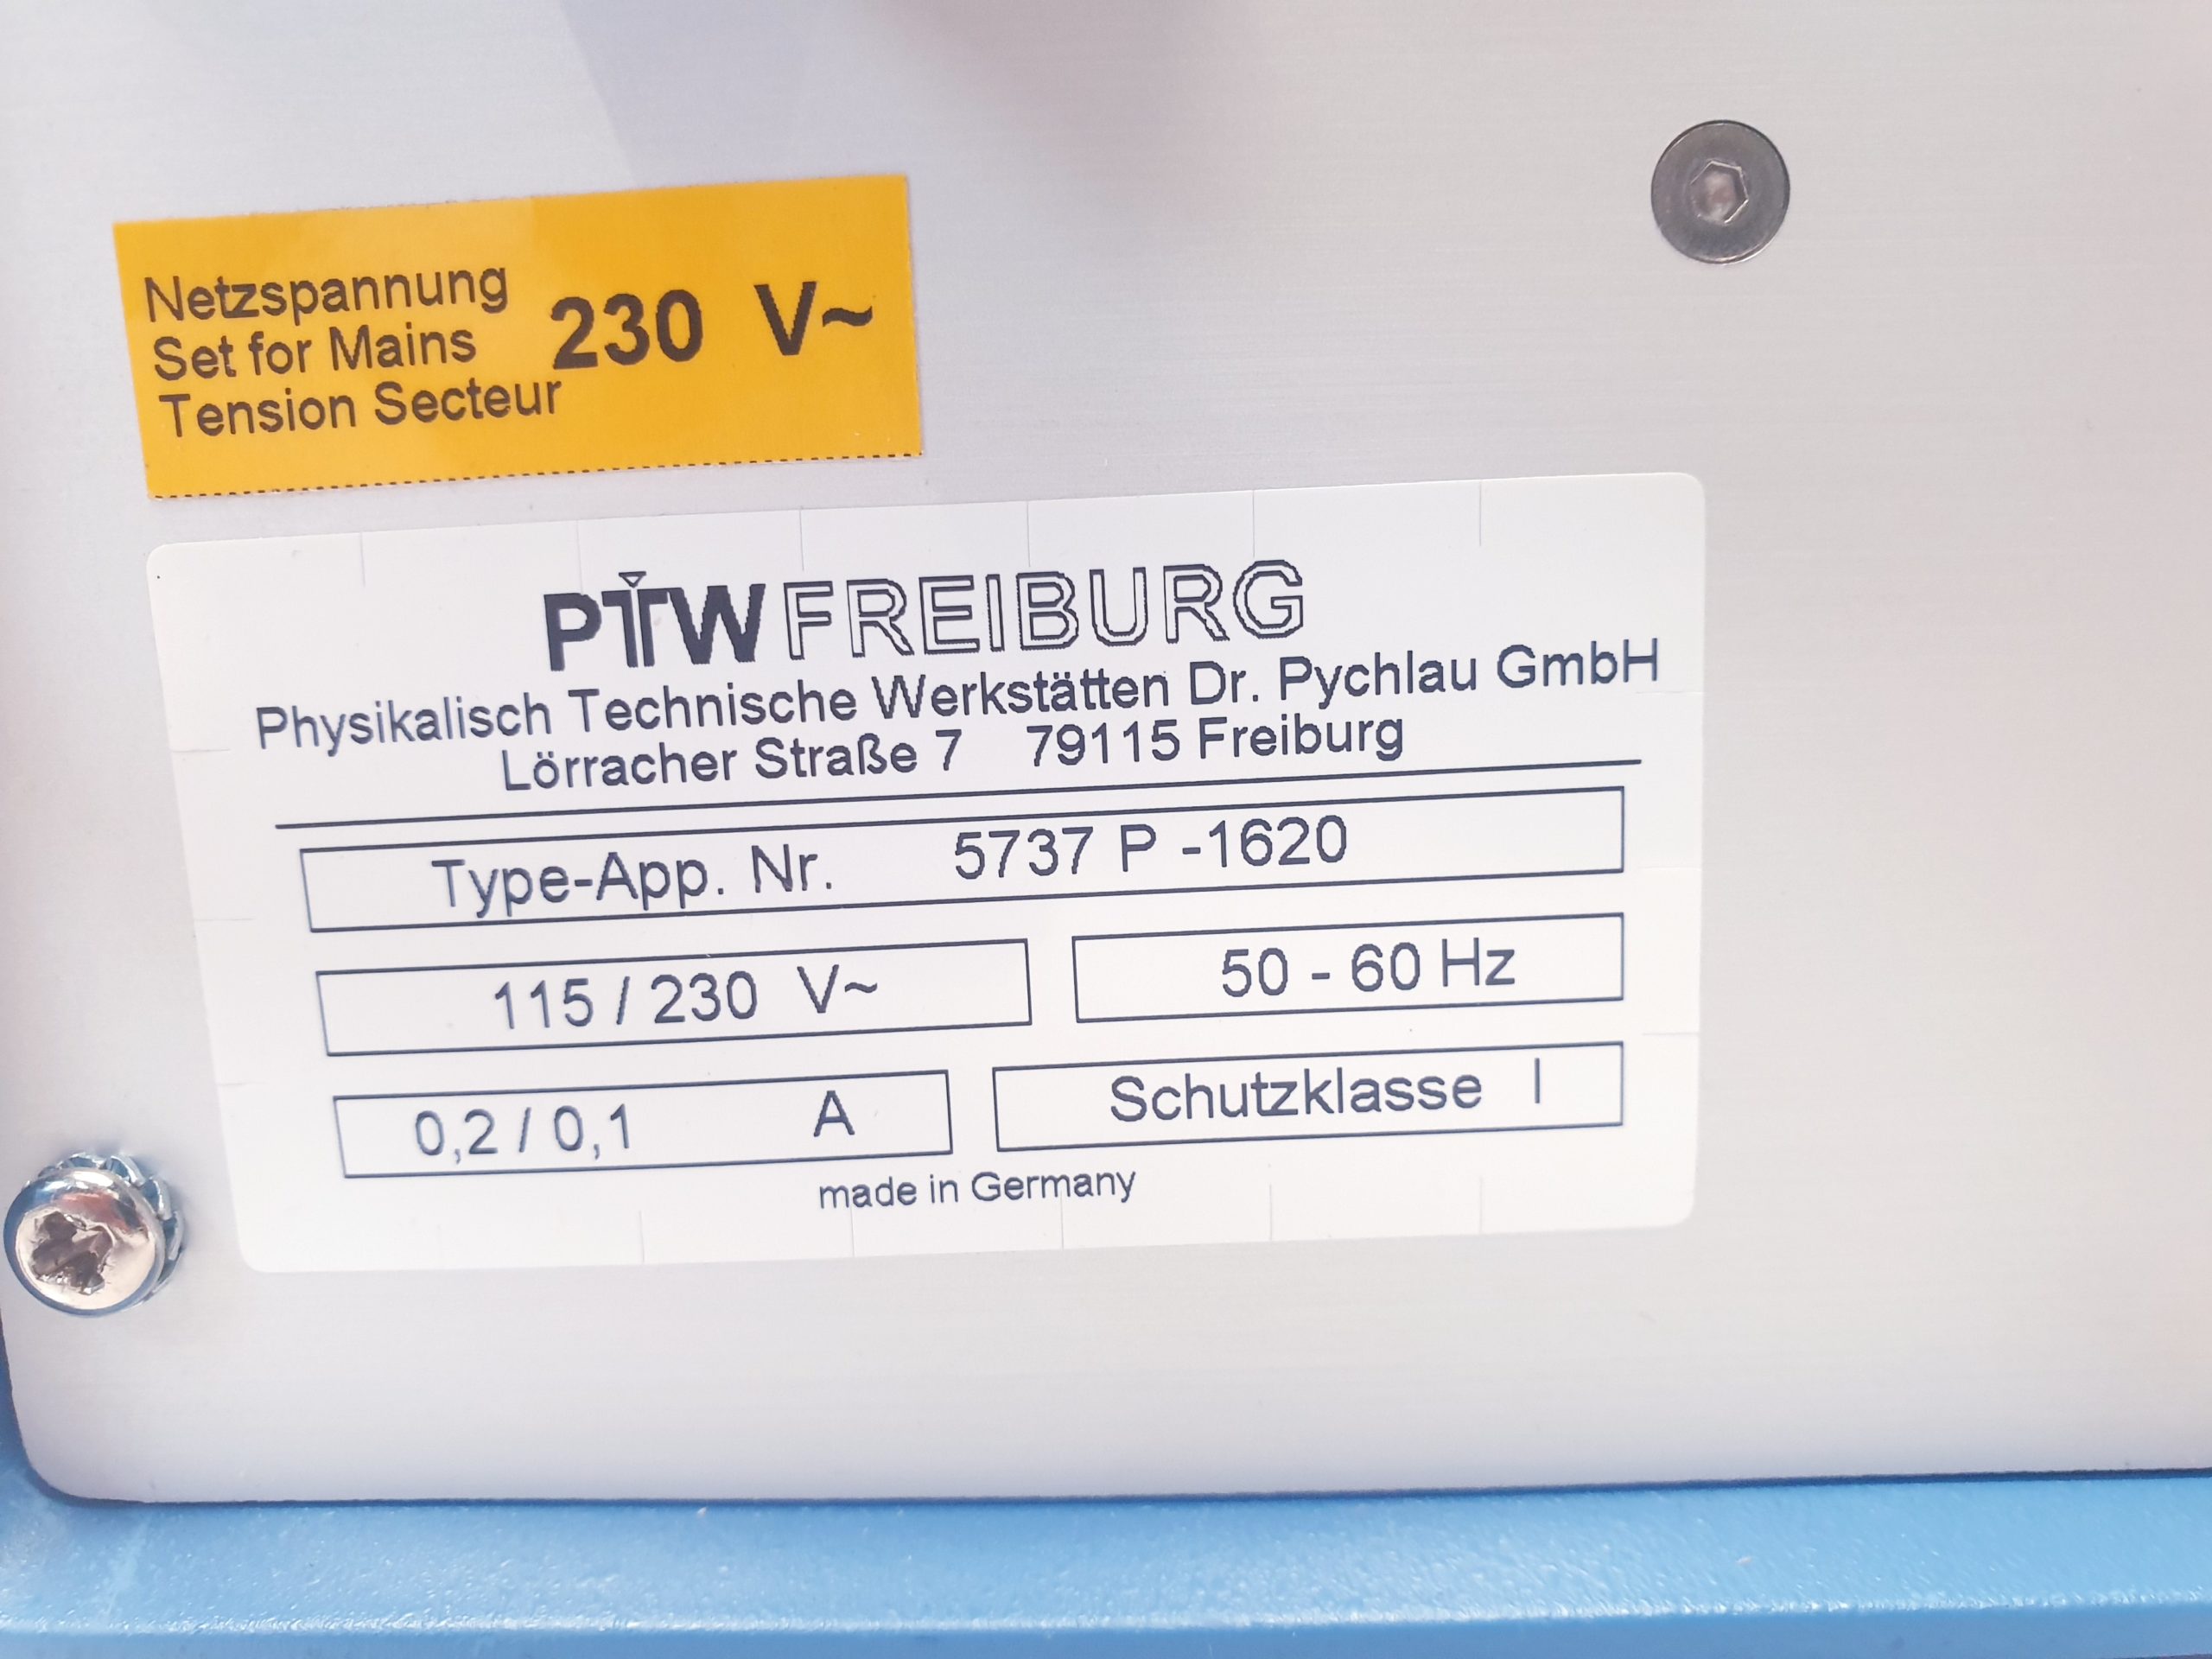 Netzspannung
Set for Mains 230 V~
Tension Secteur
PTW FREIBURG
Physikalisch Technische Werkstätten Dr. Pychlau GmbH
Lörracher Straße 7 79115 Freiburg
Type-App. Nr. 5737 P -1620
115 / 230 V~ 50 - 60 Hz
0,2 / 0,1 A Schutzklasse I
made in Germany